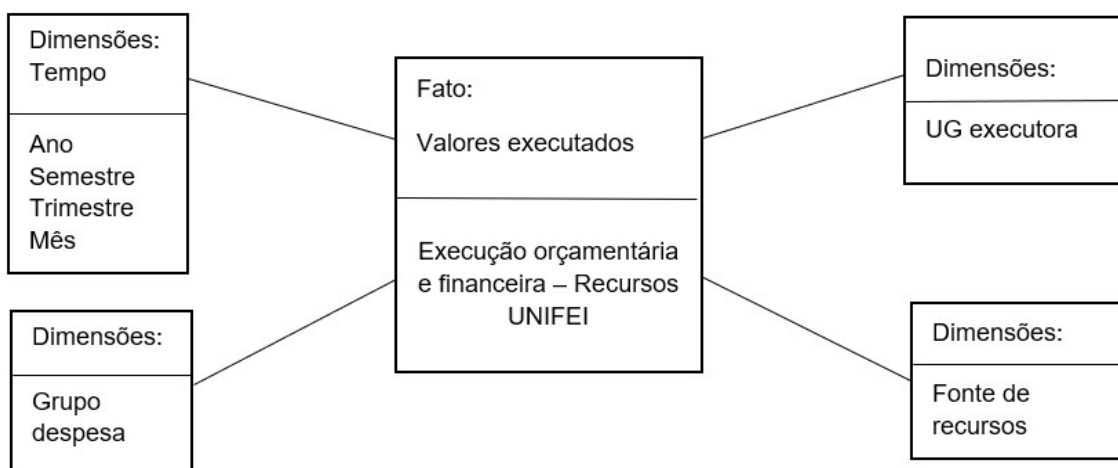 Dimensões:
Tempo
Ano
Semestre
Trimestre
Mês
Dimensões:
Grupo
despesa
Fato:
Valores executados
Execução orçamentária
e financeira – Recursos
UNIFEI
Dimensões:
UG executora
Dimensões:
Fonte de
recursos